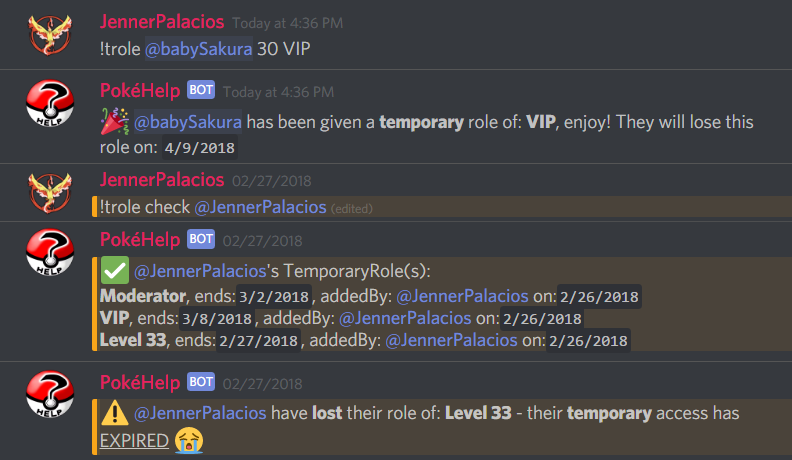 JennerPalacios Today at 4:36 PM
!trole @babySakura 30 VIP
PokéHelp BOT Today at 4:36 PM
@babySakura has been given a temporary role of: VIP, enjoy! They will lose this
role on: 4/9/2018
JennerPalacios 02/27/2018
!trole check @JennerPalacios (edited)
PokéHelp BOT 02/27/2018
@JennerPalacios's TemporaryRole(s):
Moderator, ends: 3/2/2018, addedBy: @JennerPalacios on: 2/26/2018
VIP, ends: 3/8/2018, addedBy: @JennerPalacios on: 2/26/2018
Level 33, ends: 2/27/2018, addedBy: @JennerPalacios on: 2/26/2018
PokéHelp BOT 02/27/2018
@JennerPalacios have lost their role of: Level 33 - their temporary access has
EXPIRED
HELP
HELP
HELP